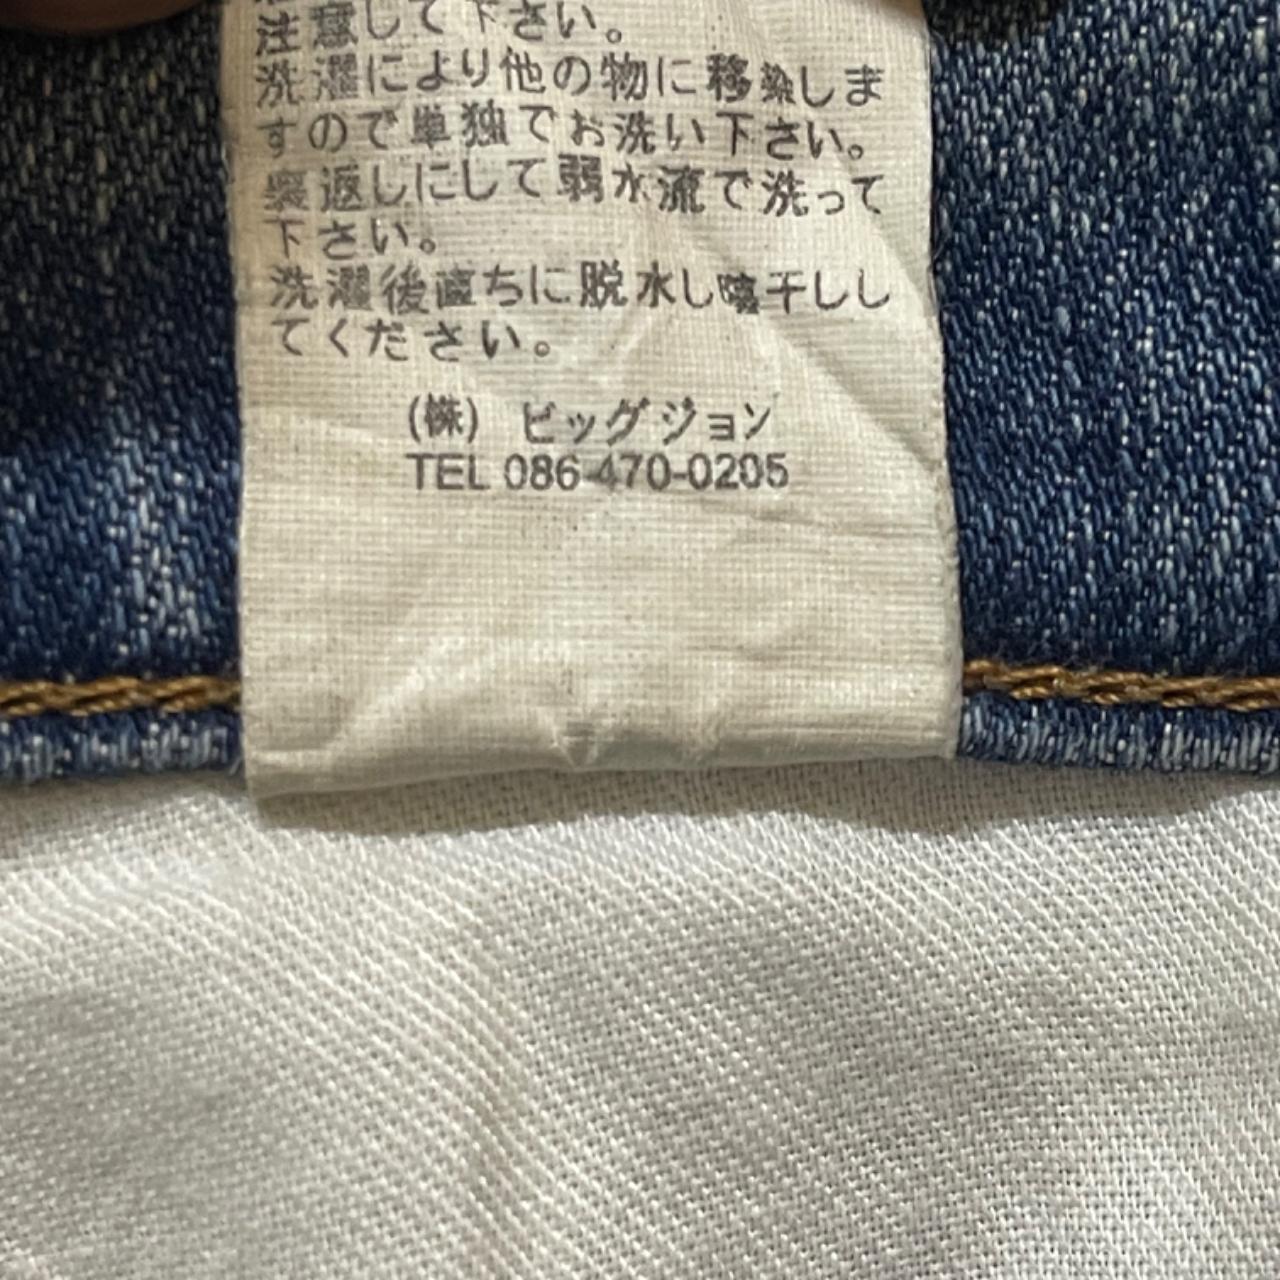 注意して下さい。
洗濯により他の物に移染しま
すので単独でお洗い下さい。
裏返しにして弱水流で洗って
下さい。
洗濯後直ちに脱水し陰干しし
てください。
(株) ビッグジョン
TEL 086-470-0205